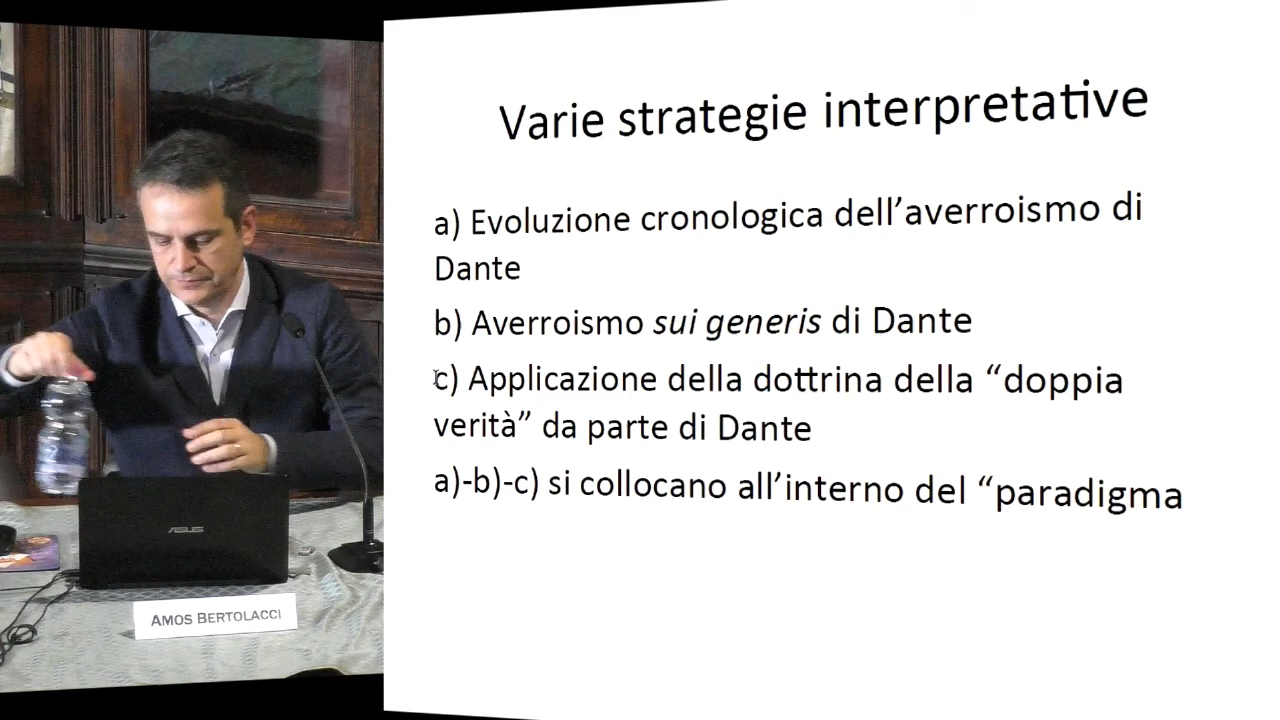 Varie strategie interpretative
a) Evoluzione cronologica dell’averroismo di
Dante
b) Averroismo sui generis di Dante
c) Applicazione della dottrina della “doppia
verità” da parte di Dante
a)-b)-c) si collocano all’interno del “paradigma
ASUS
AMOS BERTOLACCI